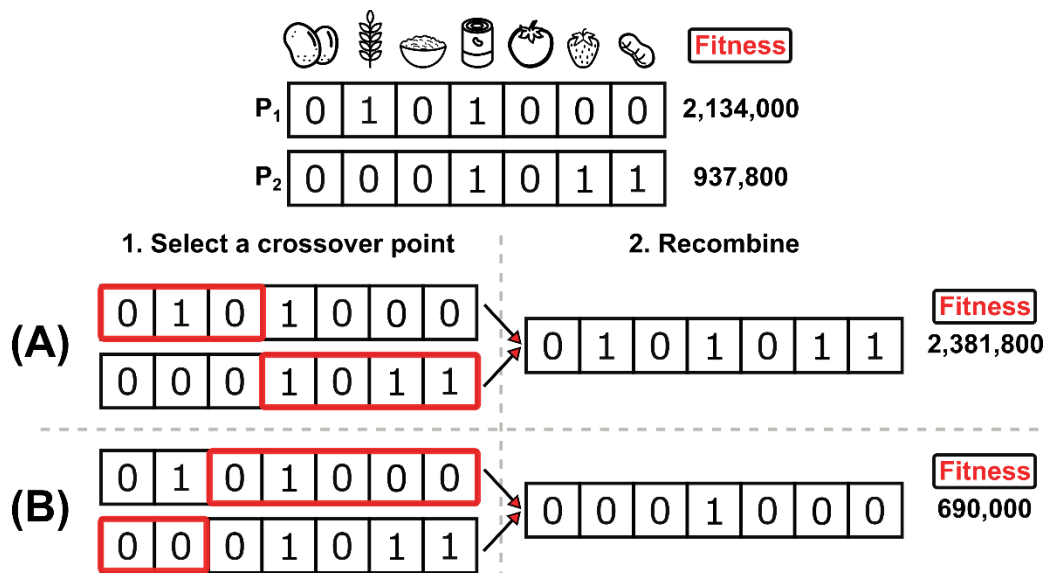 Fitness
P1 0 1 0 1 0 0 0 2,134,000
P2 0 0 0 1 0 1 1 937,800
1. Select a crossover point 2. Recombine
(A)
0 1 0 1 0 0 0
0 0 0 1 0 1 1
0 1 0 1 0 1 1
Fitness
2,381,800
(B)
0 1 0 1 0 0 0
0 0 0 1 0 1 1
0 0 0 1 0 0 0
Fitness
690,000